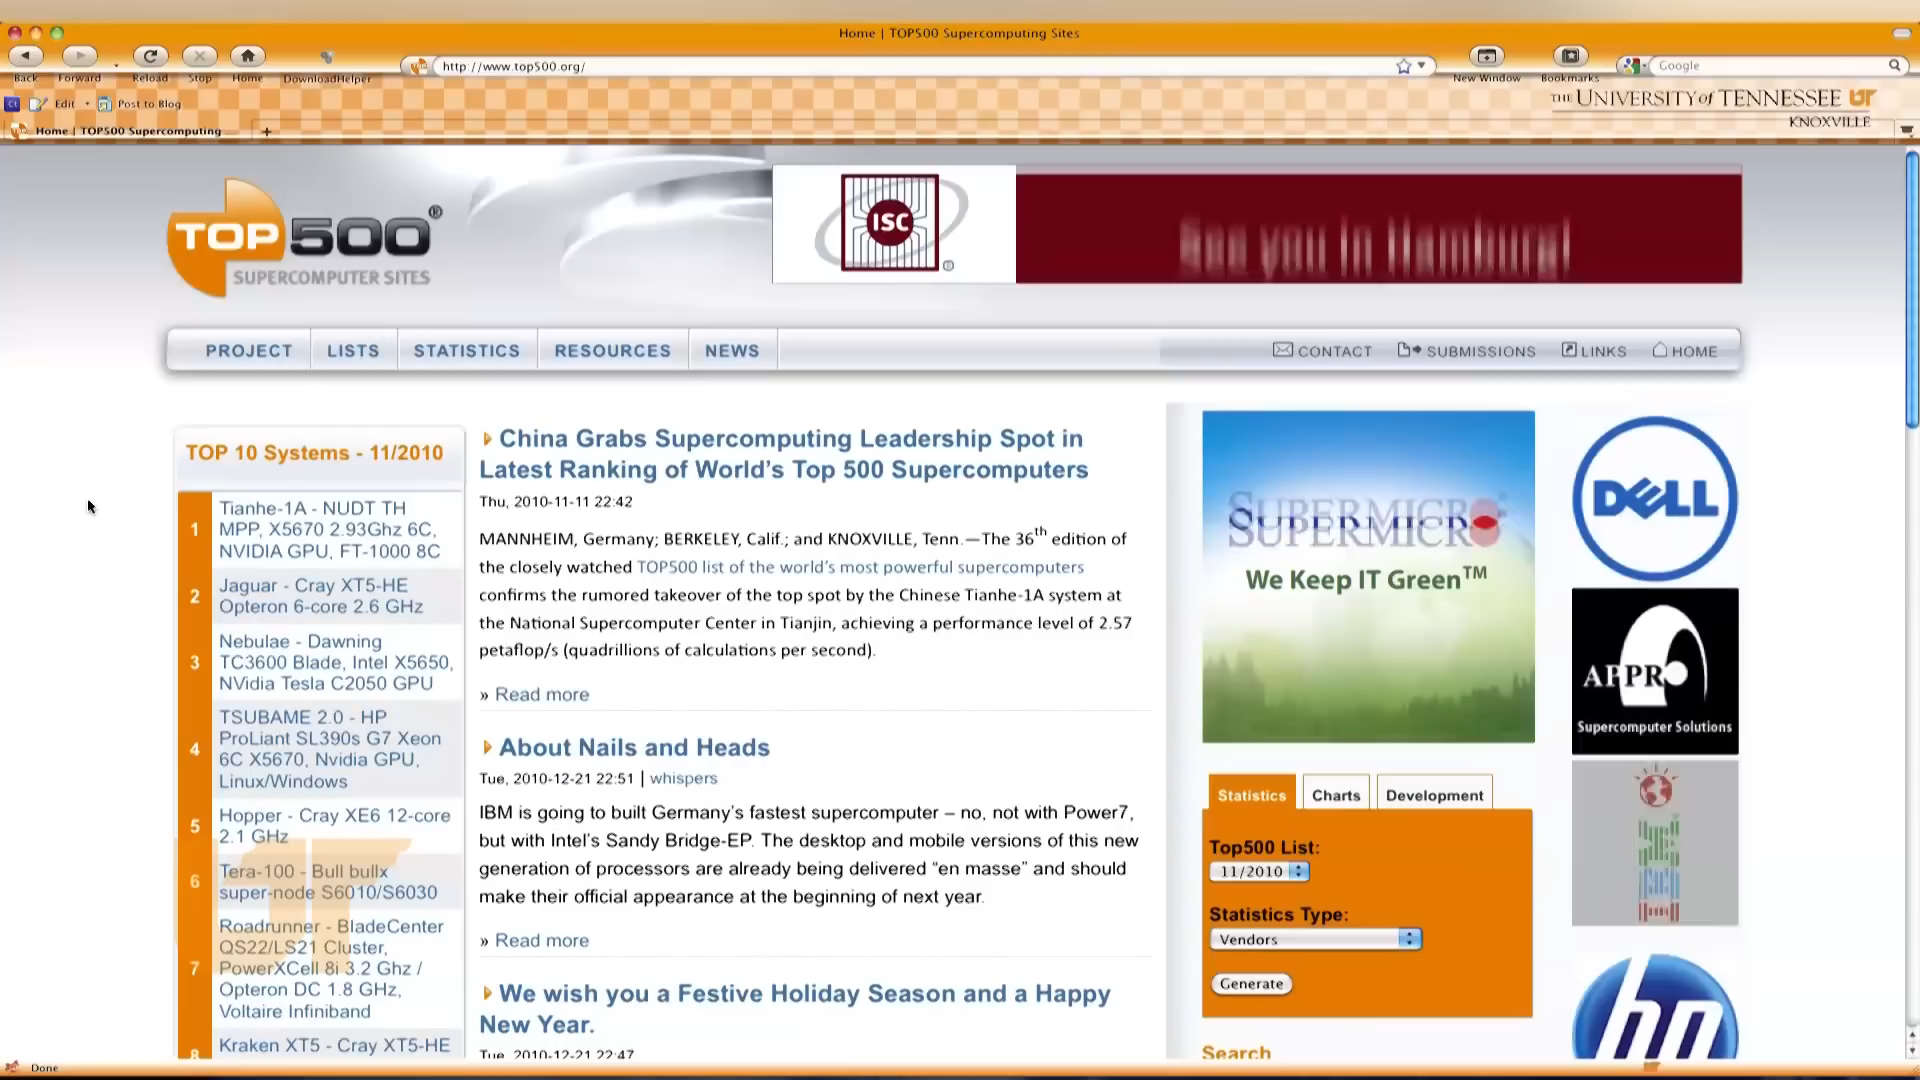 Home | TOP500 Supercomputing Sites
Back
Forward
Reload
Stop
Home
DownloadHelper
http://www.top500.org/
New Window
Bookmarks
Google
Ct
Edit
Post to Blog
THE UNIVERSITY of TENNESSEE UT
KNOXVILLE
Home | TOP500 Supercomputing
TOP500®
SUPERCOMPUTER SITES
ISC ®
See you in Hamburg!
PROJECT
LISTS
STATISTICS
RESOURCES
NEWS
CONTACT
SUBMISSIONS
LINKS
HOME
TOP 10 Systems - 11/2010
1
Tianhe-1A - NUDT TH
MPP, X5670 2.93Ghz 6C,
NVIDIA GPU, FT-1000 8C
2
Jaguar - Cray XT5-HE
Opteron 6-core 2.6 GHz
3
Nebulae - Dawning
TC3600 Blade, Intel X5650,
NVidia Tesla C2050 GPU
4
TSUBAME 2.0 - HP
ProLiant SL390s G7 Xeon
6C X5670, Nvidia GPU,
Linux/Windows
5
Hopper - Cray XE6 12-core
2.1 GHz
6
Tera-100 - Bull bullx
super-node S6010/S6030
7
Roadrunner - BladeCenter
QS22/LS21 Cluster,
PowerXCell 8i 3.2 Ghz /
Opteron DC 1.8 GHz,
Voltaire Infiniband
8
Kraken XT5 - Cray XT5-HE
China Grabs Supercomputing Leadership Spot in
Latest Ranking of World's Top 500 Supercomputers
Thu, 2010-11-11 22:42
MANNHEIM, Germany; BERKELEY, Calif.; and KNOXVILLE, Tenn.—The 36th edition of
the closely watched TOP500 list of the world's most powerful supercomputers
confirms the rumored takeover of the top spot by the Chinese Tianhe-1A system at
the National Supercomputer Center in Tianjin, achieving a performance level of 2.57
petaflop/s (quadrillions of calculations per second).
» Read more
About Nails and Heads
Tue, 2010-12-21 22:51 | whispers
IBM is going to built Germany's fastest supercomputer – no, not with Power7,
but with Intel's Sandy Bridge-EP. The desktop and mobile versions of this new
generation of processors are already being delivered “en masse” and should
make their official appearance at the beginning of next year.
» Read more
We wish you a Festive Holiday Season and a Happy
New Year.
Tue, 2010-12-21 22:47
SUPERMICRO
We Keep IT Green™
Statistics
Charts
Development
Top500 List:
11/2010
Statistics Type:
Vendors
Generate
Search
DELL
APPRO
Supercomputer Solutions
IBM
hp
Done